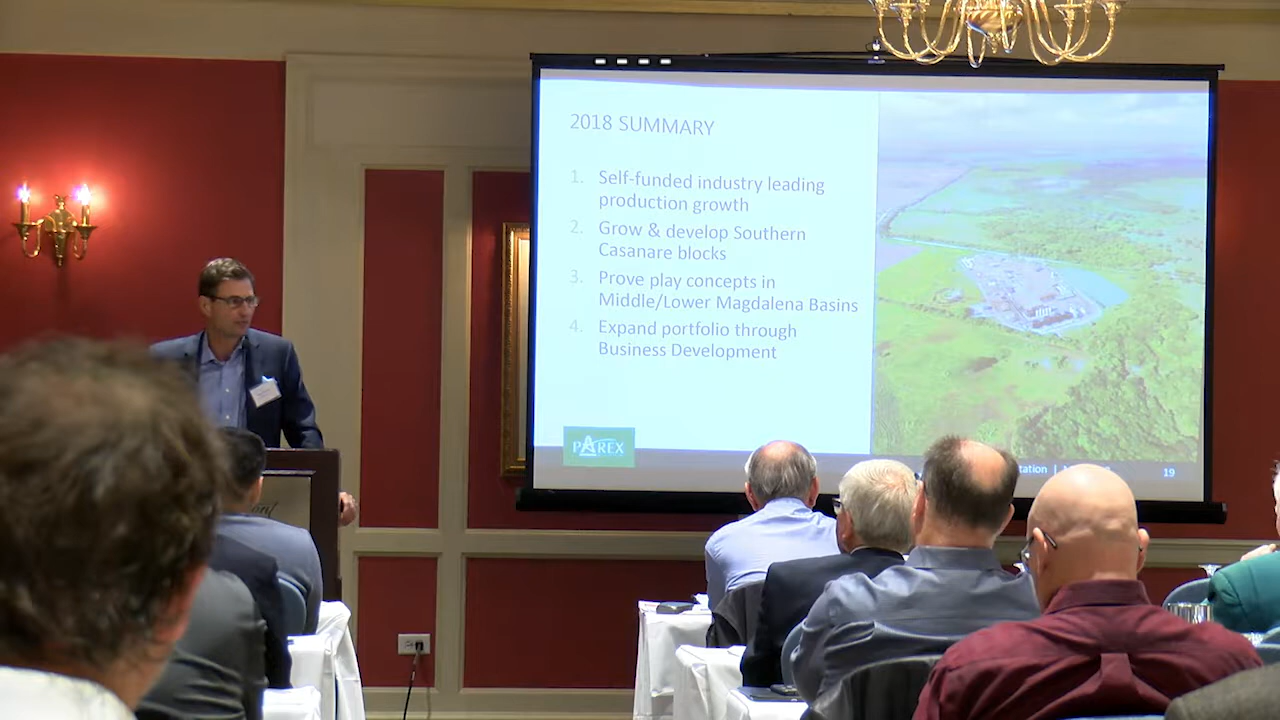 2018 SUMMARY
1. Self-funded industry leading
production growth
2. Grow & develop Southern
Casanare blocks
3. Prove play concepts in
Middle/Lower Magdalena Basins
4. Expand portfolio through
Business Development
PAREX
19